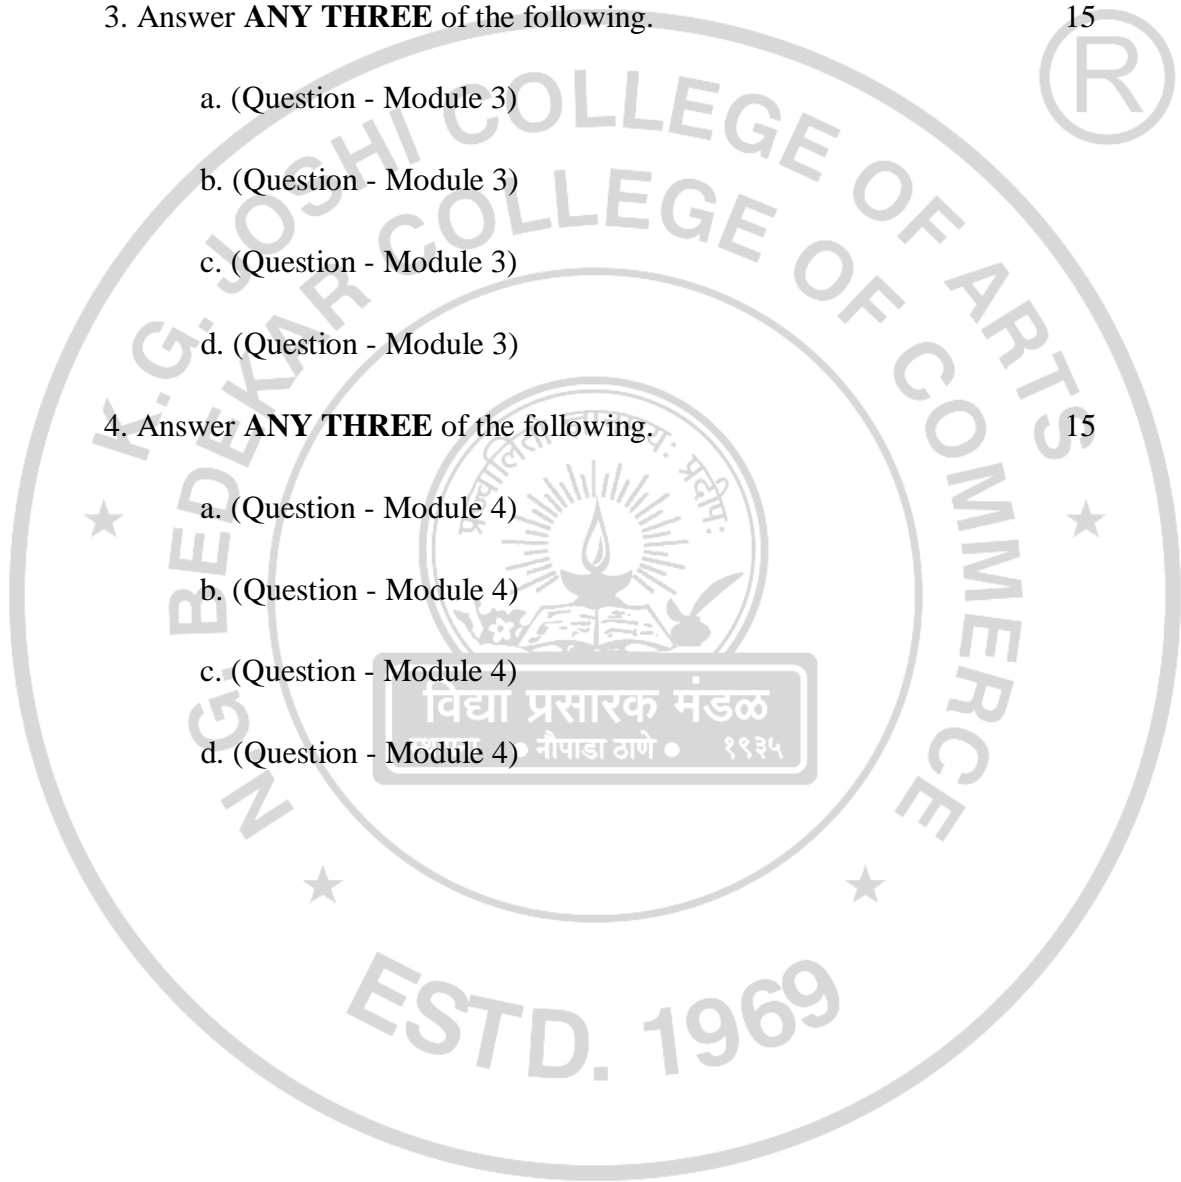 3. Answer ANY THREE of the following. 15
a. (Question - Module 3)
b. (Question - Module 3)
c. (Question - Module 3)
d. (Question - Module 3)
4. Answer ANY THREE of the following. 15
a. (Question - Module 4)
b. (Question - Module 4)
c. (Question - Module 4)
d. (Question - Module 4)
®
K.G. JOSHI COLLEGE OF ARTS
N.G. BEDEKAR COLLEGE OF COMMERCE
प्रदीपः
विद्या प्रसारक मंडळ
● नौपाडा ठाणे ● १९३५
ESTD. 1969